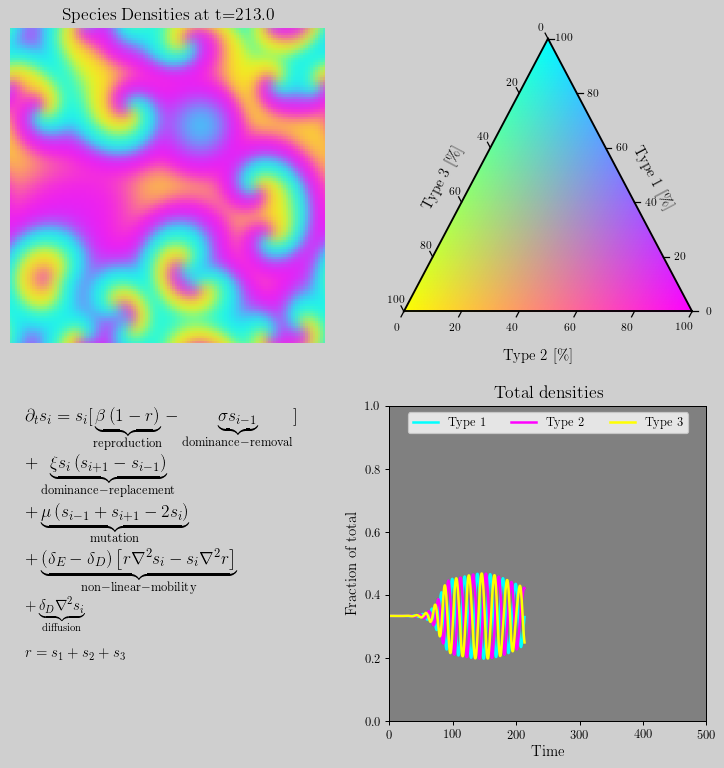 Species Densities at t=213.0
0
100
20
80
40
60
Type 3 [%]
Type 1 [%]
60
40
80
20
100
0
0
20
40
60
80
100
Type 2 [%]
∂ₜsᵢ = sᵢ[β (1 − r) − σsᵢ₋₁ ]
reproduction dominance−removal
+ ξsᵢ (sᵢ₊₁ − sᵢ₋₁)
dominance−replacement
+ μ (sᵢ₋₁ + sᵢ₊₁ − 2sᵢ)
mutation
+ (δ_E − δ_D) [r∇²sᵢ − sᵢ∇²r]
non−linear−mobility
+ δ_D∇²sᵢ
diffusion
r = s₁ + s₂ + s₃
Total densities
Type 1 Type 2 Type 3
Fraction of total
1.0
0.8
0.6
0.4
0.2
0.0
0 100 200 300 400 500
Time